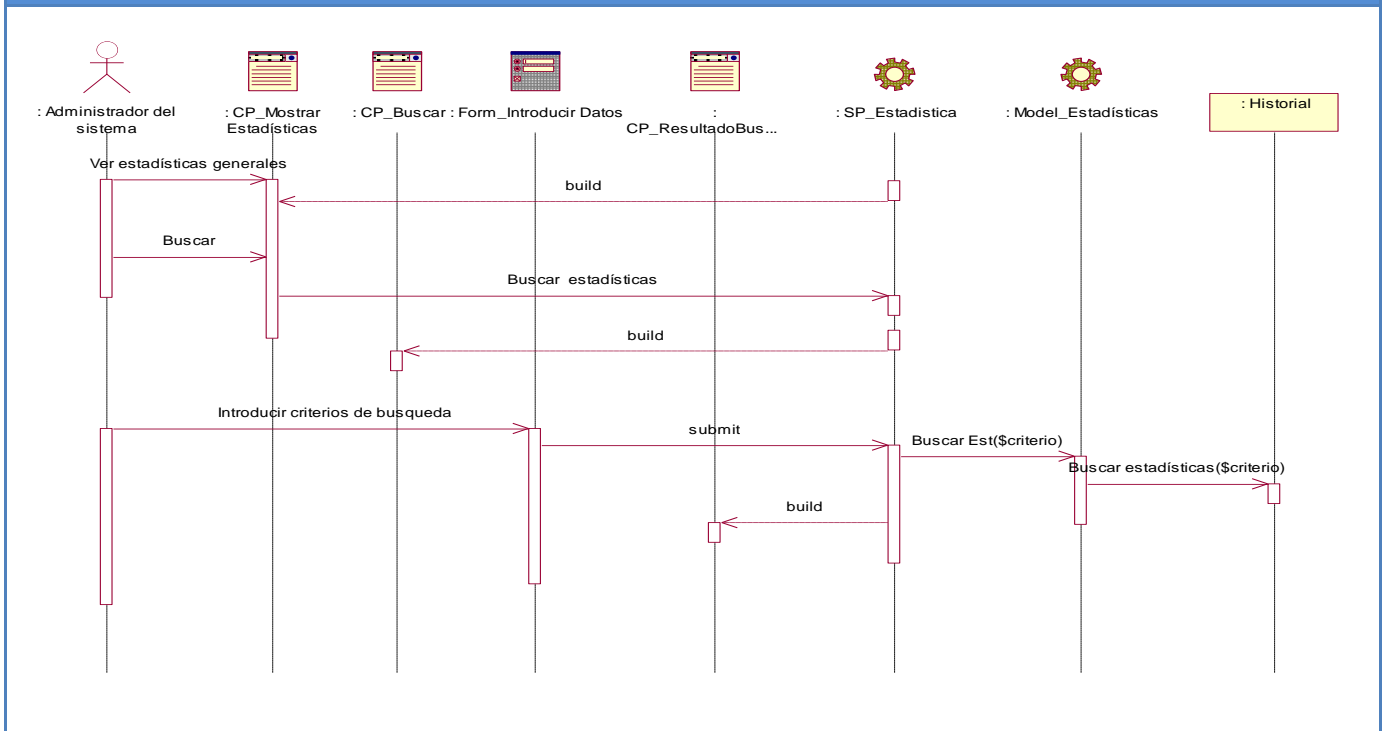 : Administrador del
sistema
: CP_Mostrar
Estadísticas
: CP_Buscar
: Form_Introducir Datos
:
CP_ResultadoBus...
: SP_Estadistica
: Model_Estadísticas
: Historial
Ver estadísticas generales
build
Buscar
Buscar estadísticas
build
Introducir criterios de busqueda
submit
Buscar Est($criterio)
Buscar estadísticas($criterio)
build